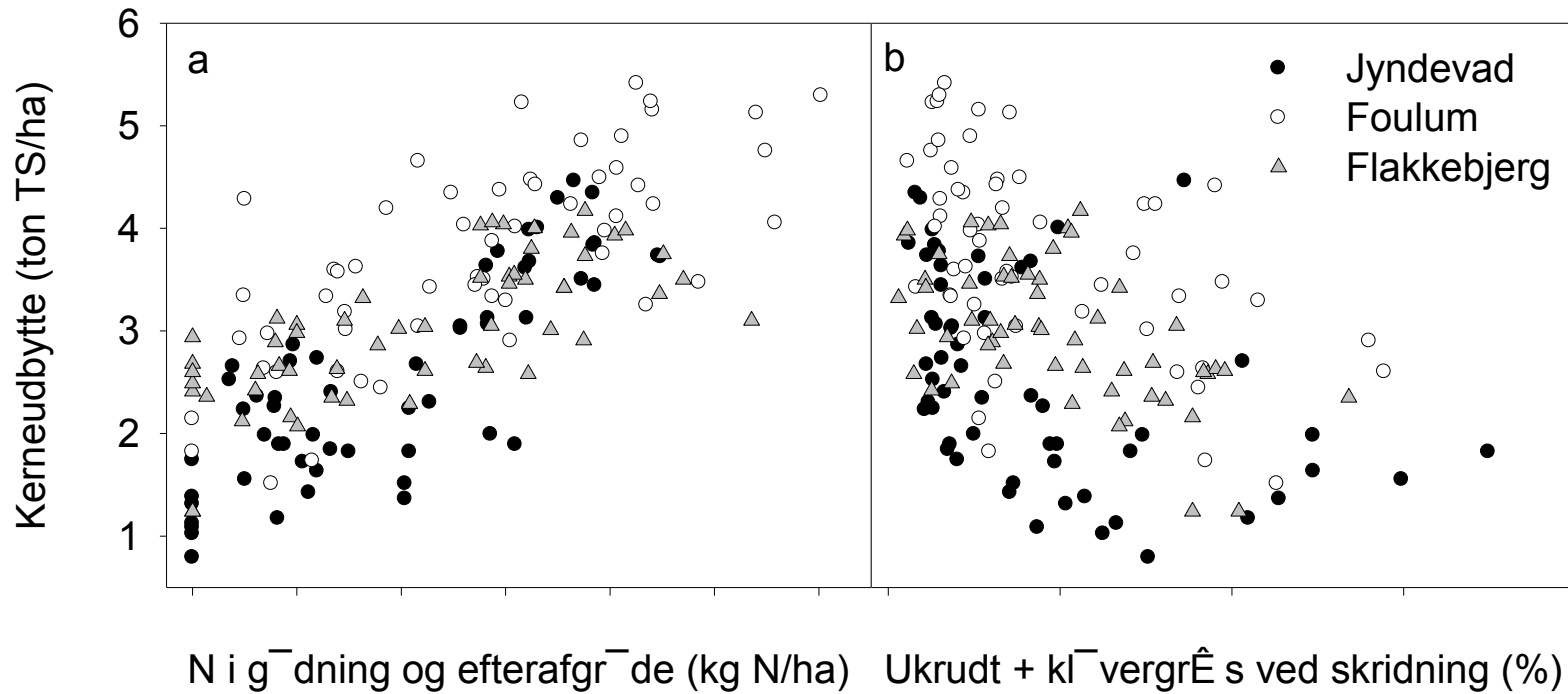 6
5
4
3
2
1
Kerneudbytte (ton TS/ha)
a
b
Jyndevad
Foulum
Flakkebjerg
N i g¯dning og efterafgr¯de (kg N/ha)
Ukrudt + kl¯vergrÊ s ved skridning (%)